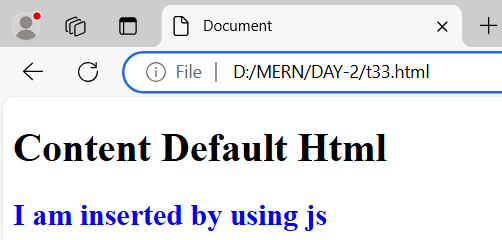 Document
File | D:/MERN/DAY-2/t33.html
Content Default Html
I am inserted by using js